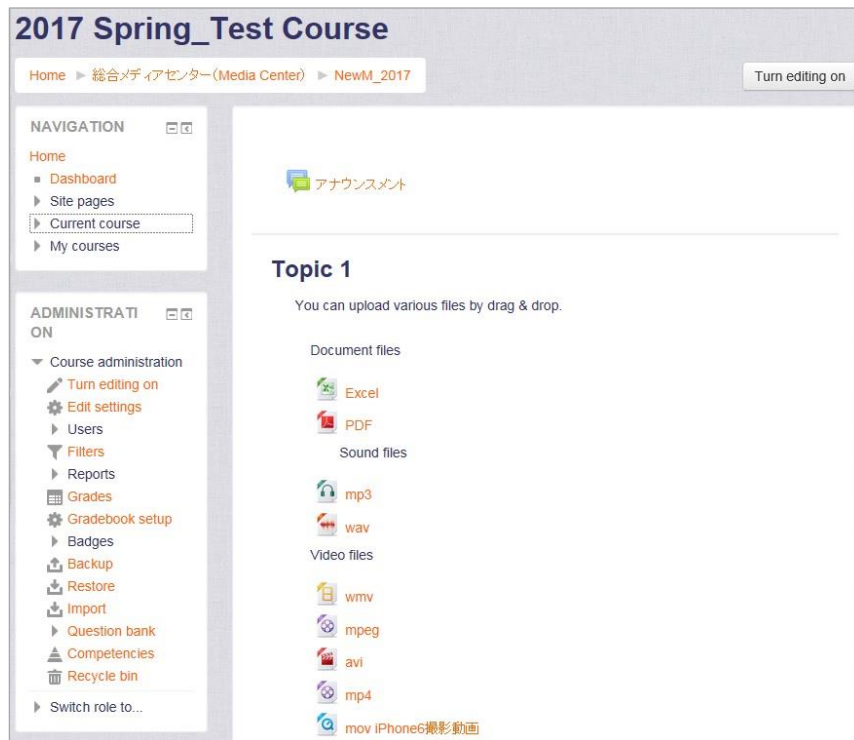 2017 Spring_Test Course
Home ▶ 総合メディアセンター(Media Center) ▶ NewM_2017
Turn editing on
NAVIGATION
Home
Dashboard
Site pages
Current course
My courses
ADMINISTRATI
ON
Course administration
Turn editing on
Edit settings
Users
Filters
Reports
Grades
Gradebook setup
Badges
Backup
Restore
Import
Question bank
Competencies
Recycle bin
Switch role to...
アナウンスメント
Topic 1
You can upload various files by drag & drop.
Document files
Excel
PDF
Sound files
mp3
wav
Video files
wmv
mpeg
avi
mp4
mov iPhone6撮影動画